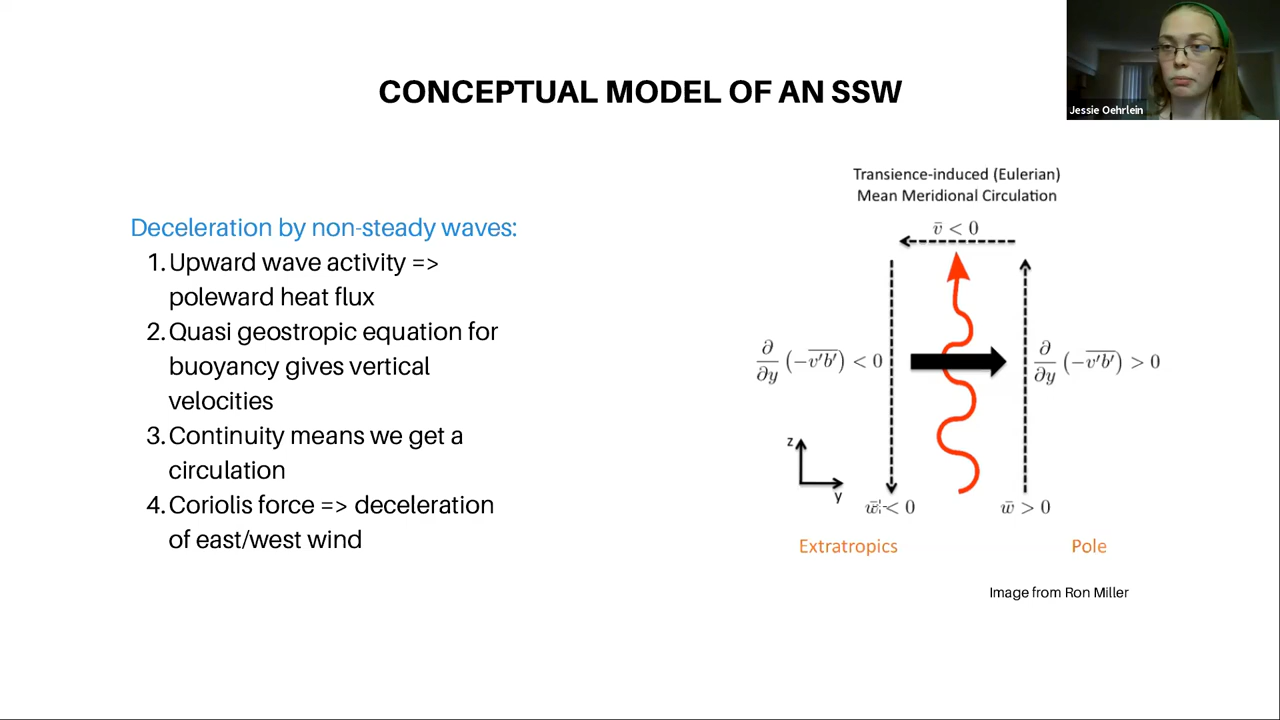 CONCEPTUAL MODEL OF AN SSW
Jessie Oehrlein
Deceleration by non-steady waves:
1. Upward wave activity =>
poleward heat flux
2. Quasi geostropic equation for
buoyancy gives vertical
velocities
3. Continuity means we get a
circulation
4. Coriolis force => deceleration
of east/west wind
Transience-induced (Eulerian)
Mean Meridional Circulation
v̄ < 0
∂/∂y (−v′b′) < 0
∂/∂y (−v′b′) > 0
z
y
w̄ < 0
w̄ > 0
Extratropics
Pole
Image from Ron Miller